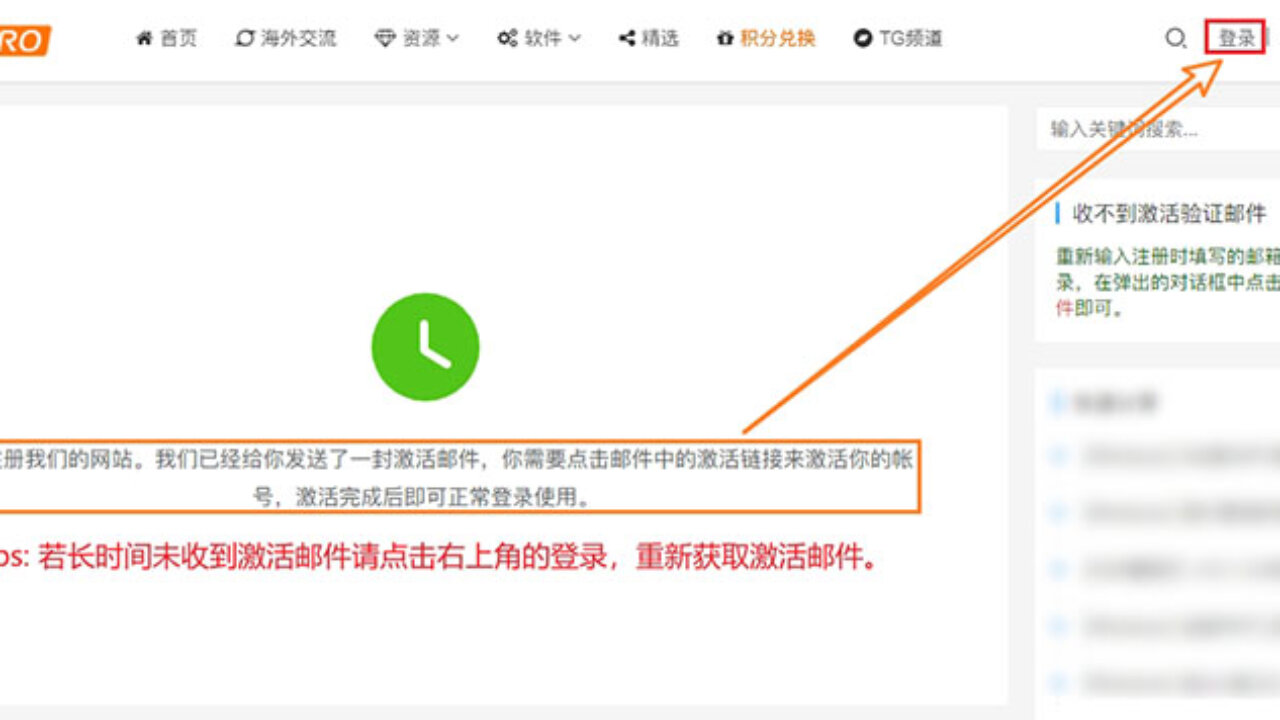 RO
首页
海外交流
资源
软件
精选
积分兑换
TG频道
登录
输入关键词搜索...
收不到激活验证邮件
重新输入注册时填写的邮箱
录，在弹出的对话框中点击
件即可。
册我们的网站。我们已经给你发送了一封激活邮件，你需要点击邮件中的激活链接来激活你的帐
号，激活完成后即可正常登录使用。
ps: 若长时间未收到激活邮件请点击右上角的登录，重新获取激活邮件。